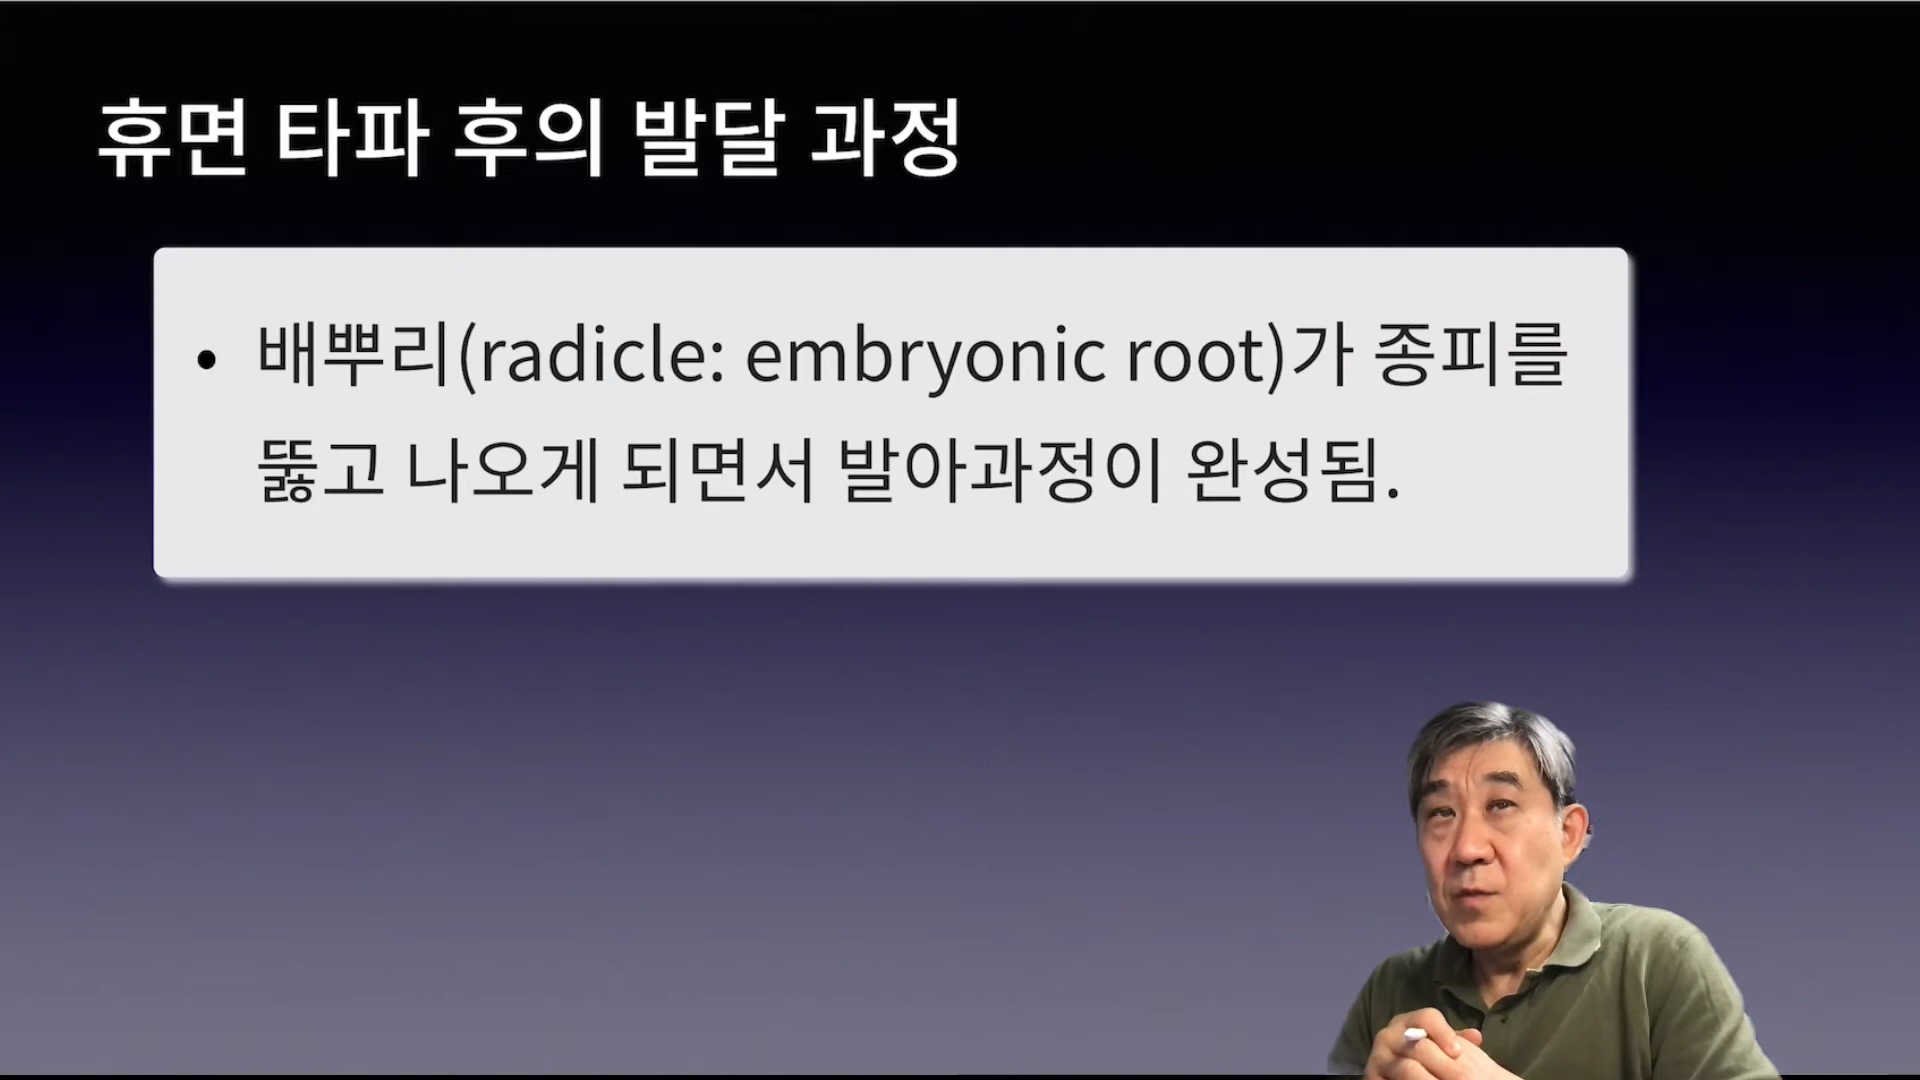 휴면 타파 후의 발달 과정
• 배뿌리(radicle: embryonic root)가 종피를
뚫고 나오게 되면서 발아과정이 완성됨.